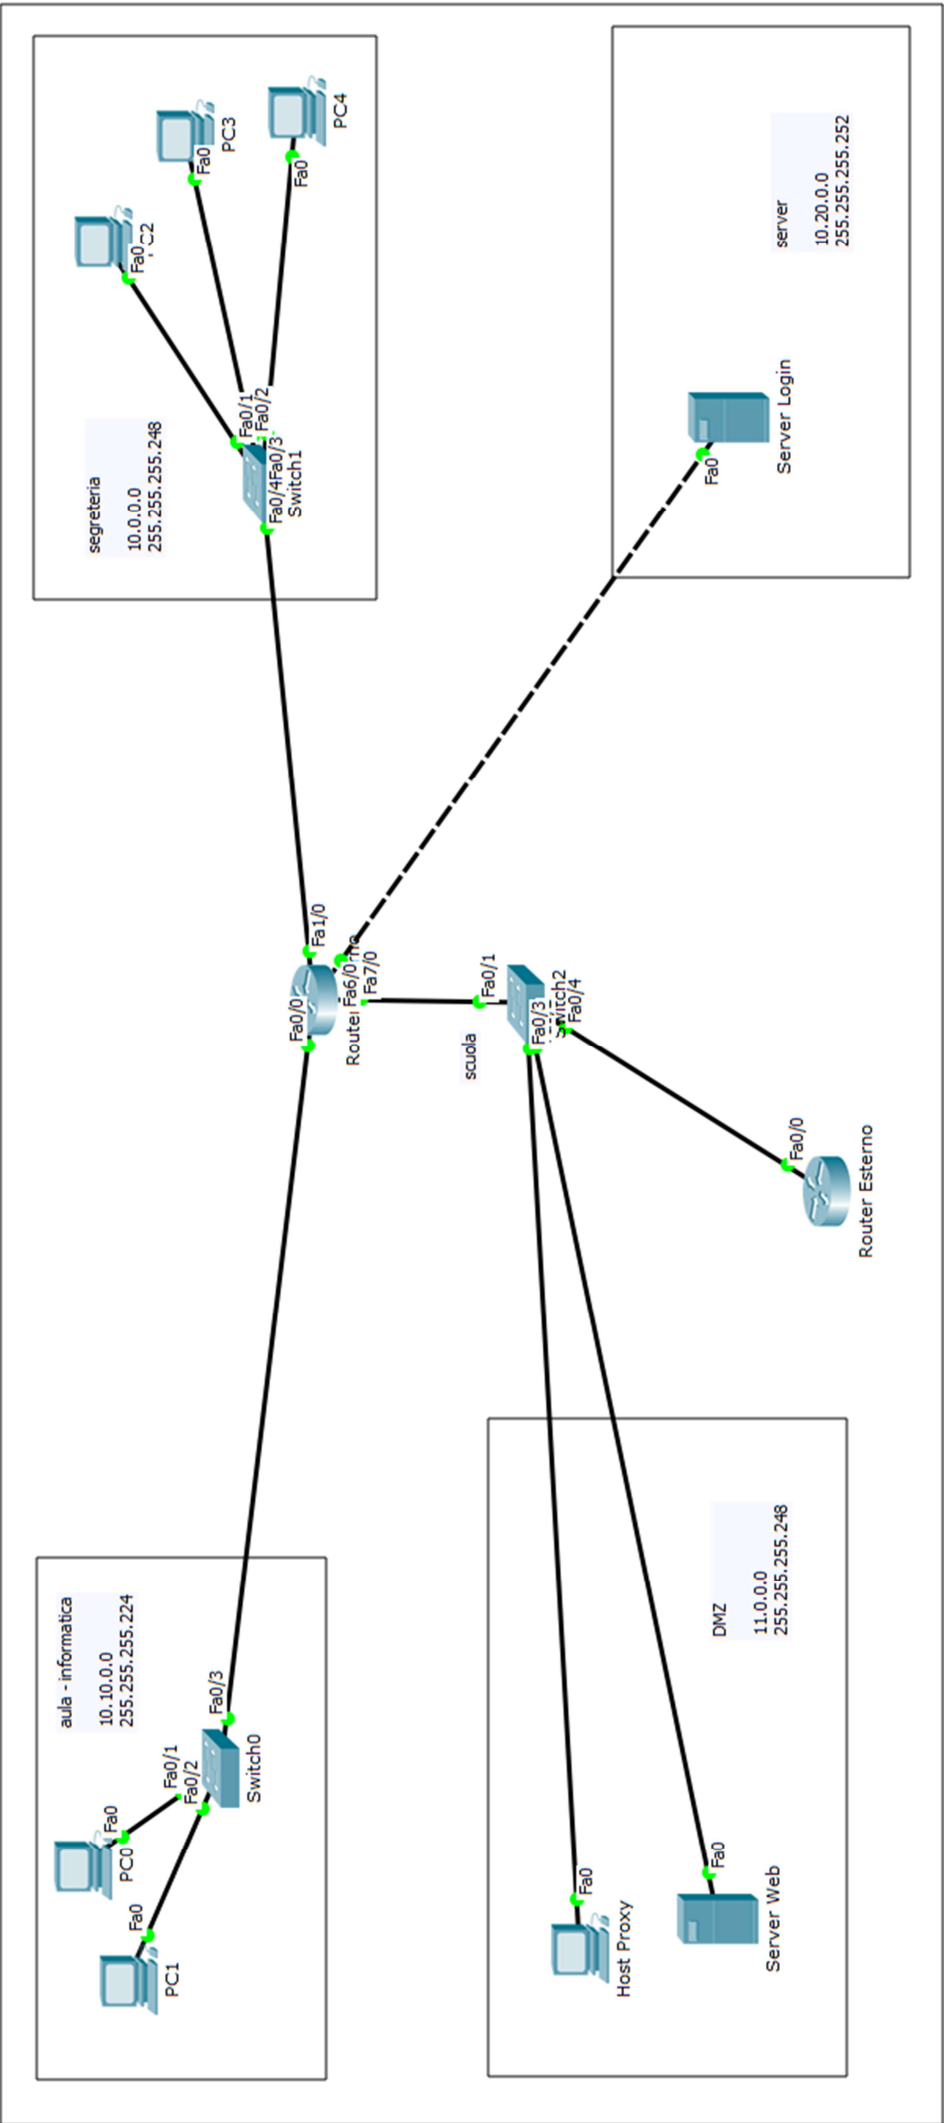 aula - informatica
10.10.0.0
255.255.255.224
PC0
Fa0
PC1
Fa0
Fa0/1
Fa0/2
Fa0/3
Switch0
segreteria
10.0.0.0
255.255.255.248
Fa0
Fa0
PC3
Fa0
PC4
Fa0/1
Fa0/2
Fa0/3
Fa0/4
Switch1
Fa0/0
Fa1/0
Fa6/0
Fa7/0
scuola
Fa0/1
Fa0/3
Fa0/4
Fa0/0
Router Esterno
DMZ
11.0.0.0
255.255.255.248
Fa0
Host Proxy
Fa0
Server Web
server
10.20.0.0
255.255.255.252
Fa0
Server Login